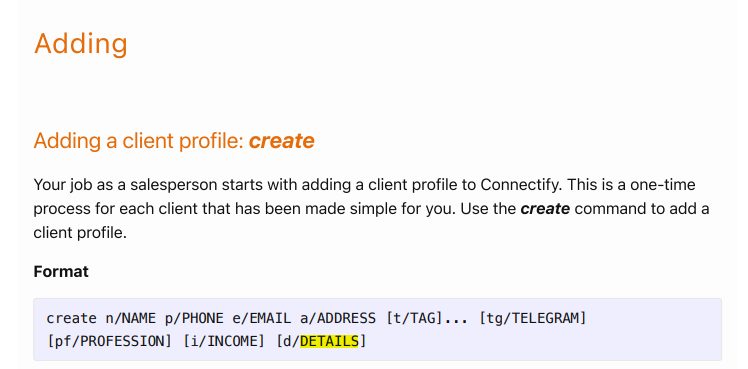 Adding
Adding a client profile: create
Your job as a salesperson starts with adding a client profile to Connectify. This is a one-time
process for each client that has been made simple for you. Use the create command to add a
client profile.
Format
create n/NAME p/PHONE e/EMAIL a/ADDRESS [t/TAG]... [tg/TELEGRAM]
[pf/PROFESSION] [i/INCOME] [d/DETAILS]